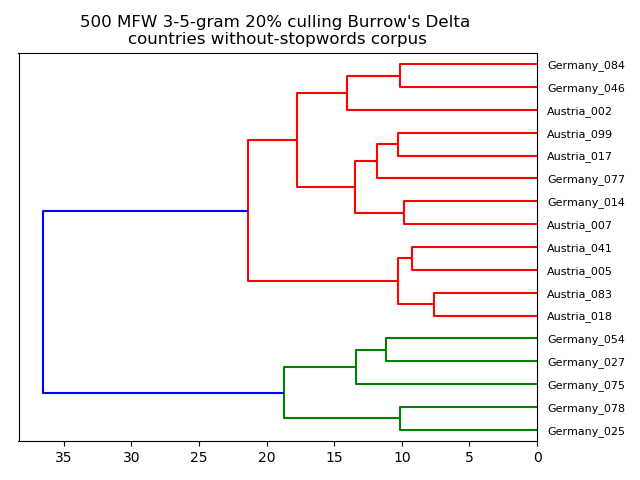 500 MFW 3-5-gram 20% culling Burrow's Delta
countries without-stopwords corpus
Germany_084
Germany_046
Austria_002
Austria_099
Austria_017
Germany_077
Germany_014
Austria_007
Austria_041
Austria_005
Austria_083
Austria_018
Germany_054
Germany_027
Germany_075
Germany_078
Germany_025
35 30 25 20 15 10 5 0